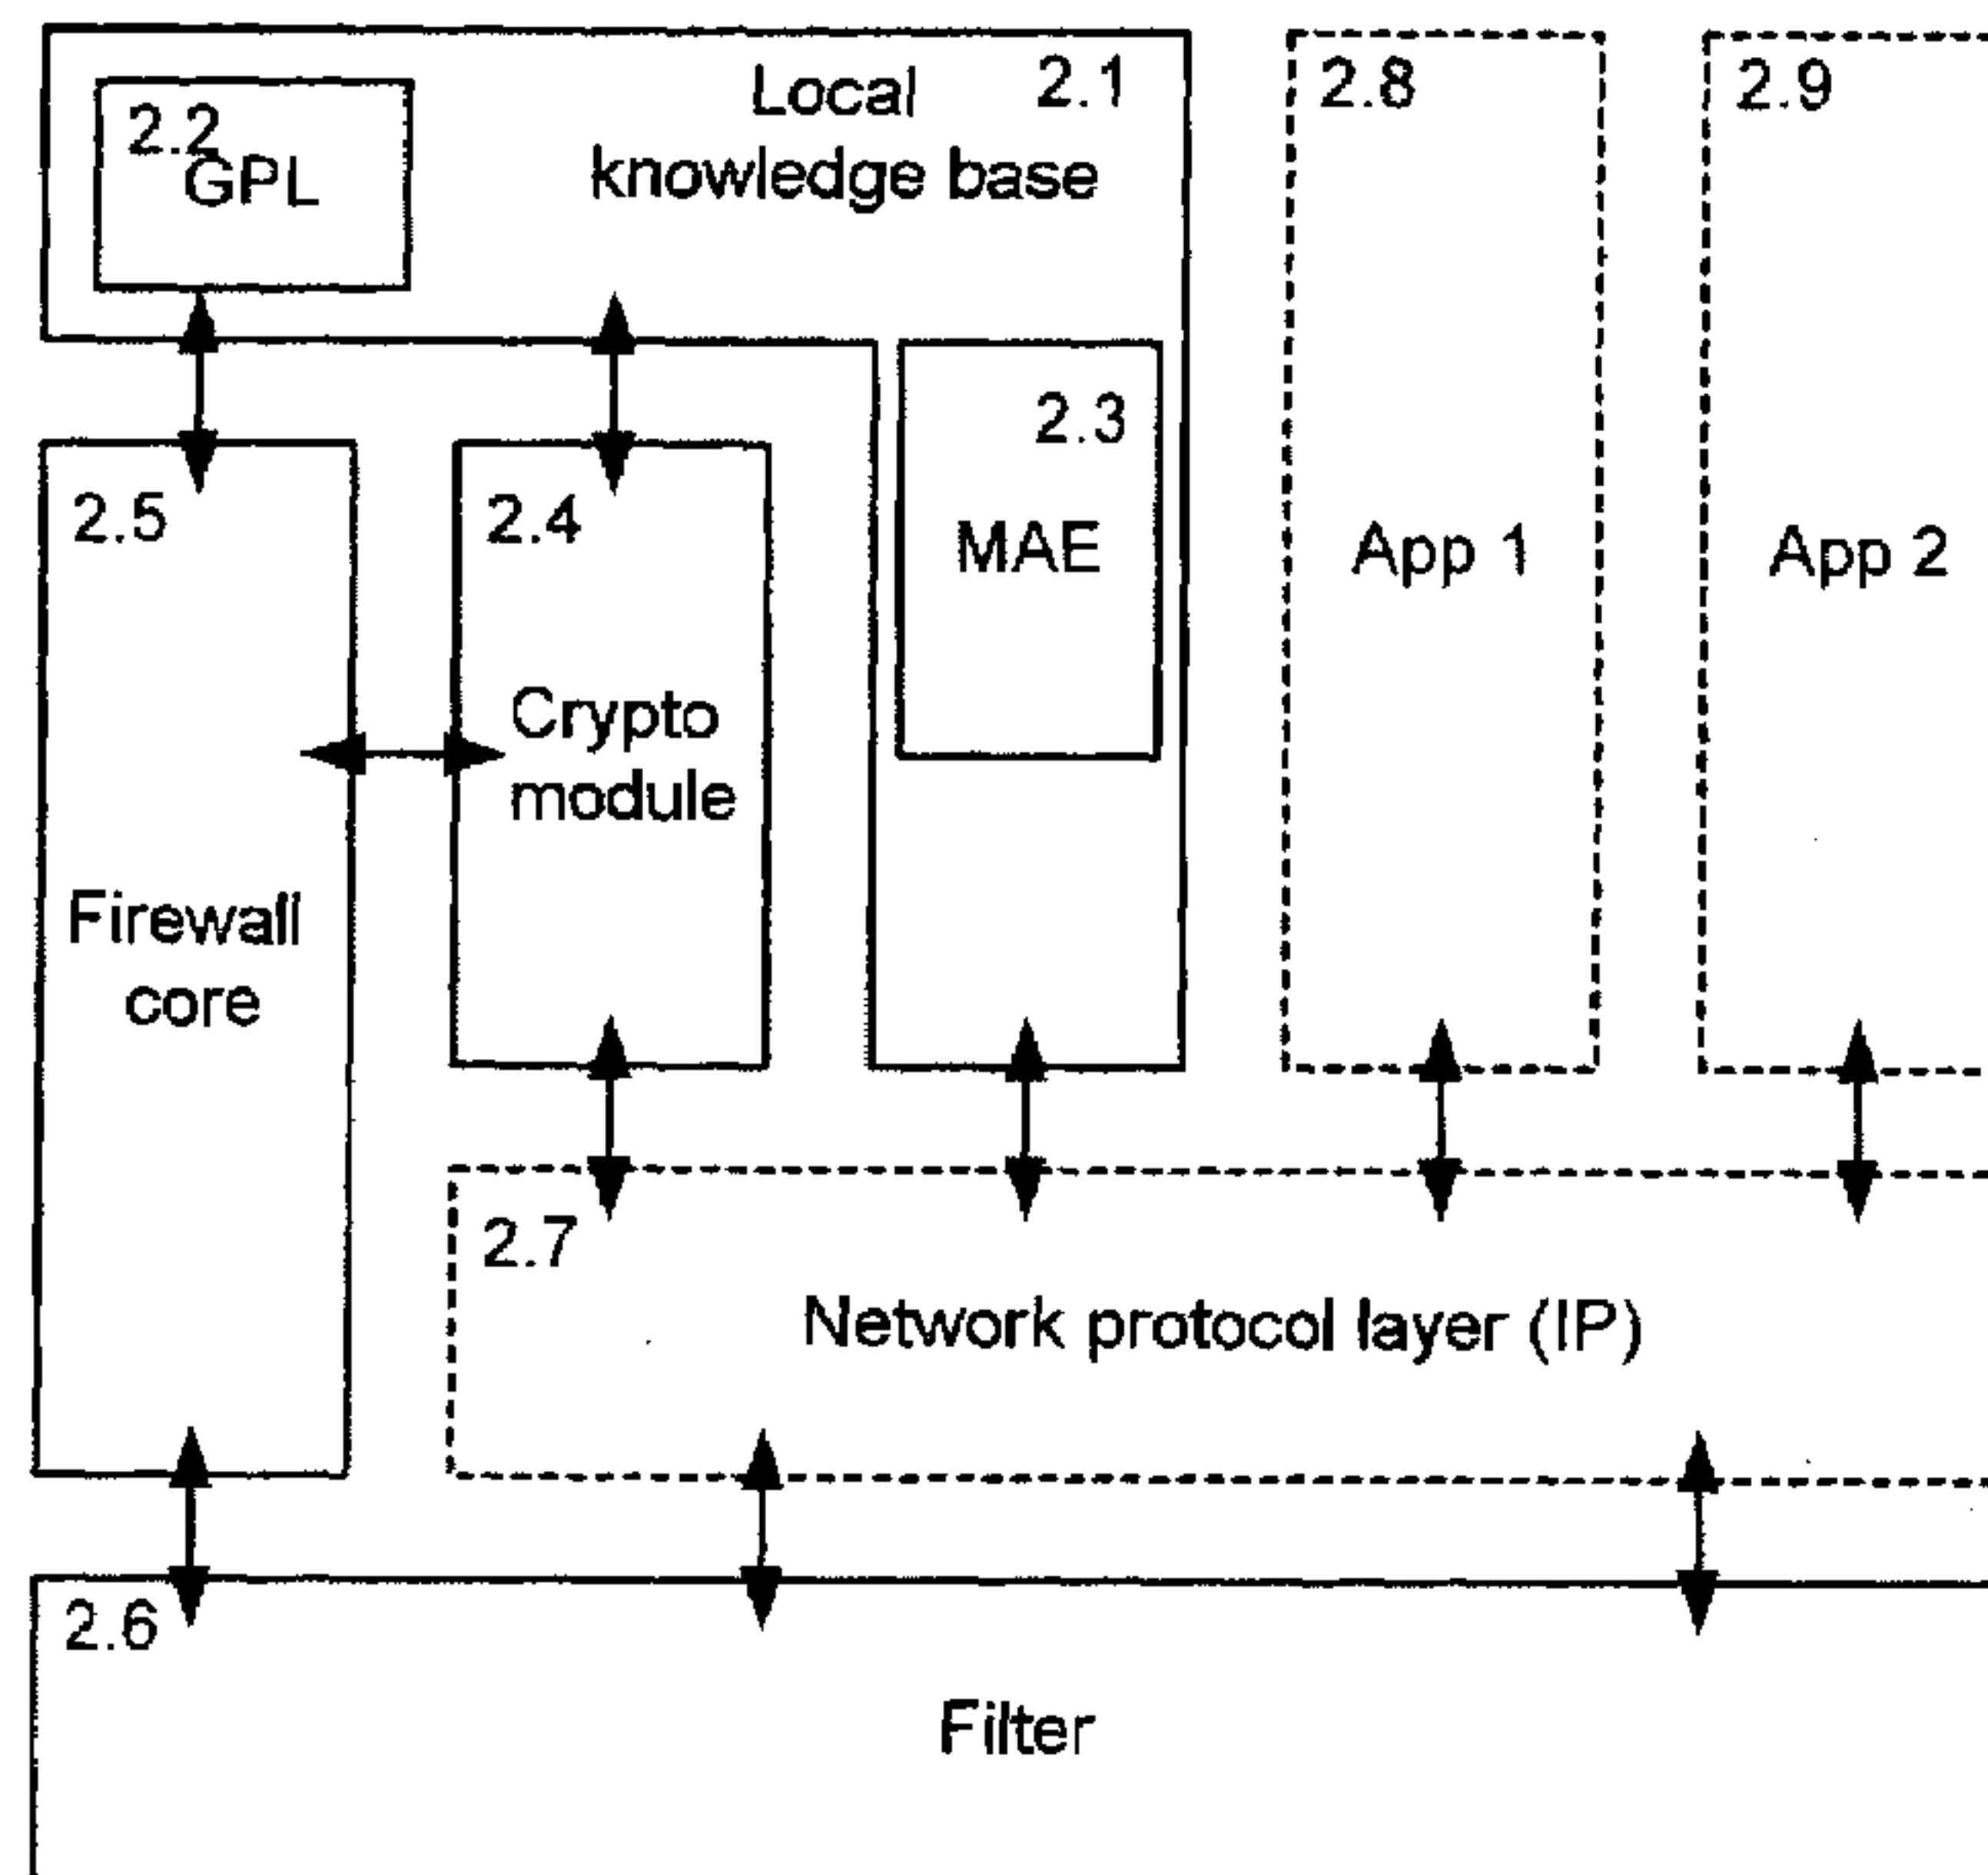 2.1
Local
knowledge base
2.2
GPL
2.8
2.9
2.3
MAE
2.5
2.4
App 1
App 2
Crypto
module
Firewall
core
2.7
Network protocol layer (IP)
2.6
Filter